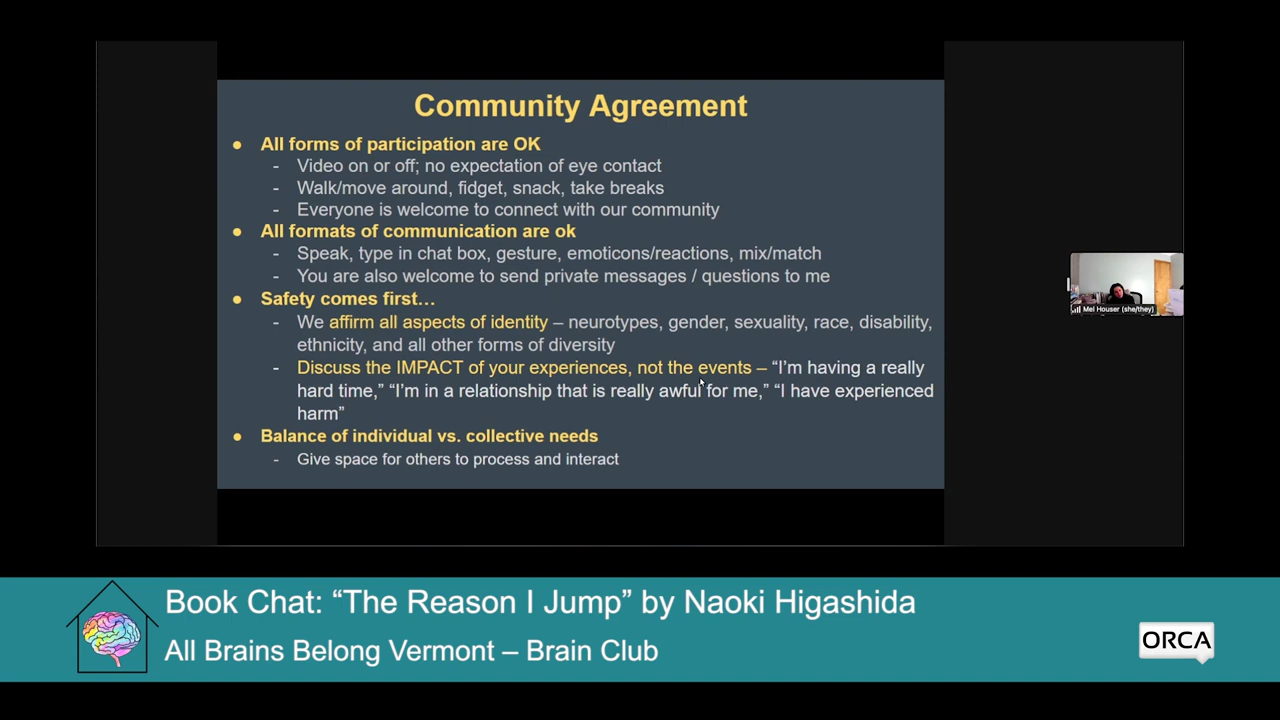 Community Agreement
● All forms of participation are OK
- Video on or off; no expectation of eye contact
- Walk/move around, fidget, snack, take breaks
- Everyone is welcome to connect with our community
● All formats of communication are ok
- Speak, type in chat box, gesture, emoticons/reactions, mix/match
- You are also welcome to send private messages / questions to me
● Safety comes first…
- We affirm all aspects of identity – neurotypes, gender, sexuality, race, disability,
ethnicity, and all other forms of diversity
- Discuss the IMPACT of your experiences, not the events – “I’m having a really
hard time,” “I’m in a relationship that is really awful for me,” “I have experienced
harm”
● Balance of individual vs. collective needs
- Give space for others to process and interact
Mel Houser (she/they)
Book Chat: “The Reason I Jump” by Naoki Higashida
All Brains Belong Vermont – Brain Club
ORCA